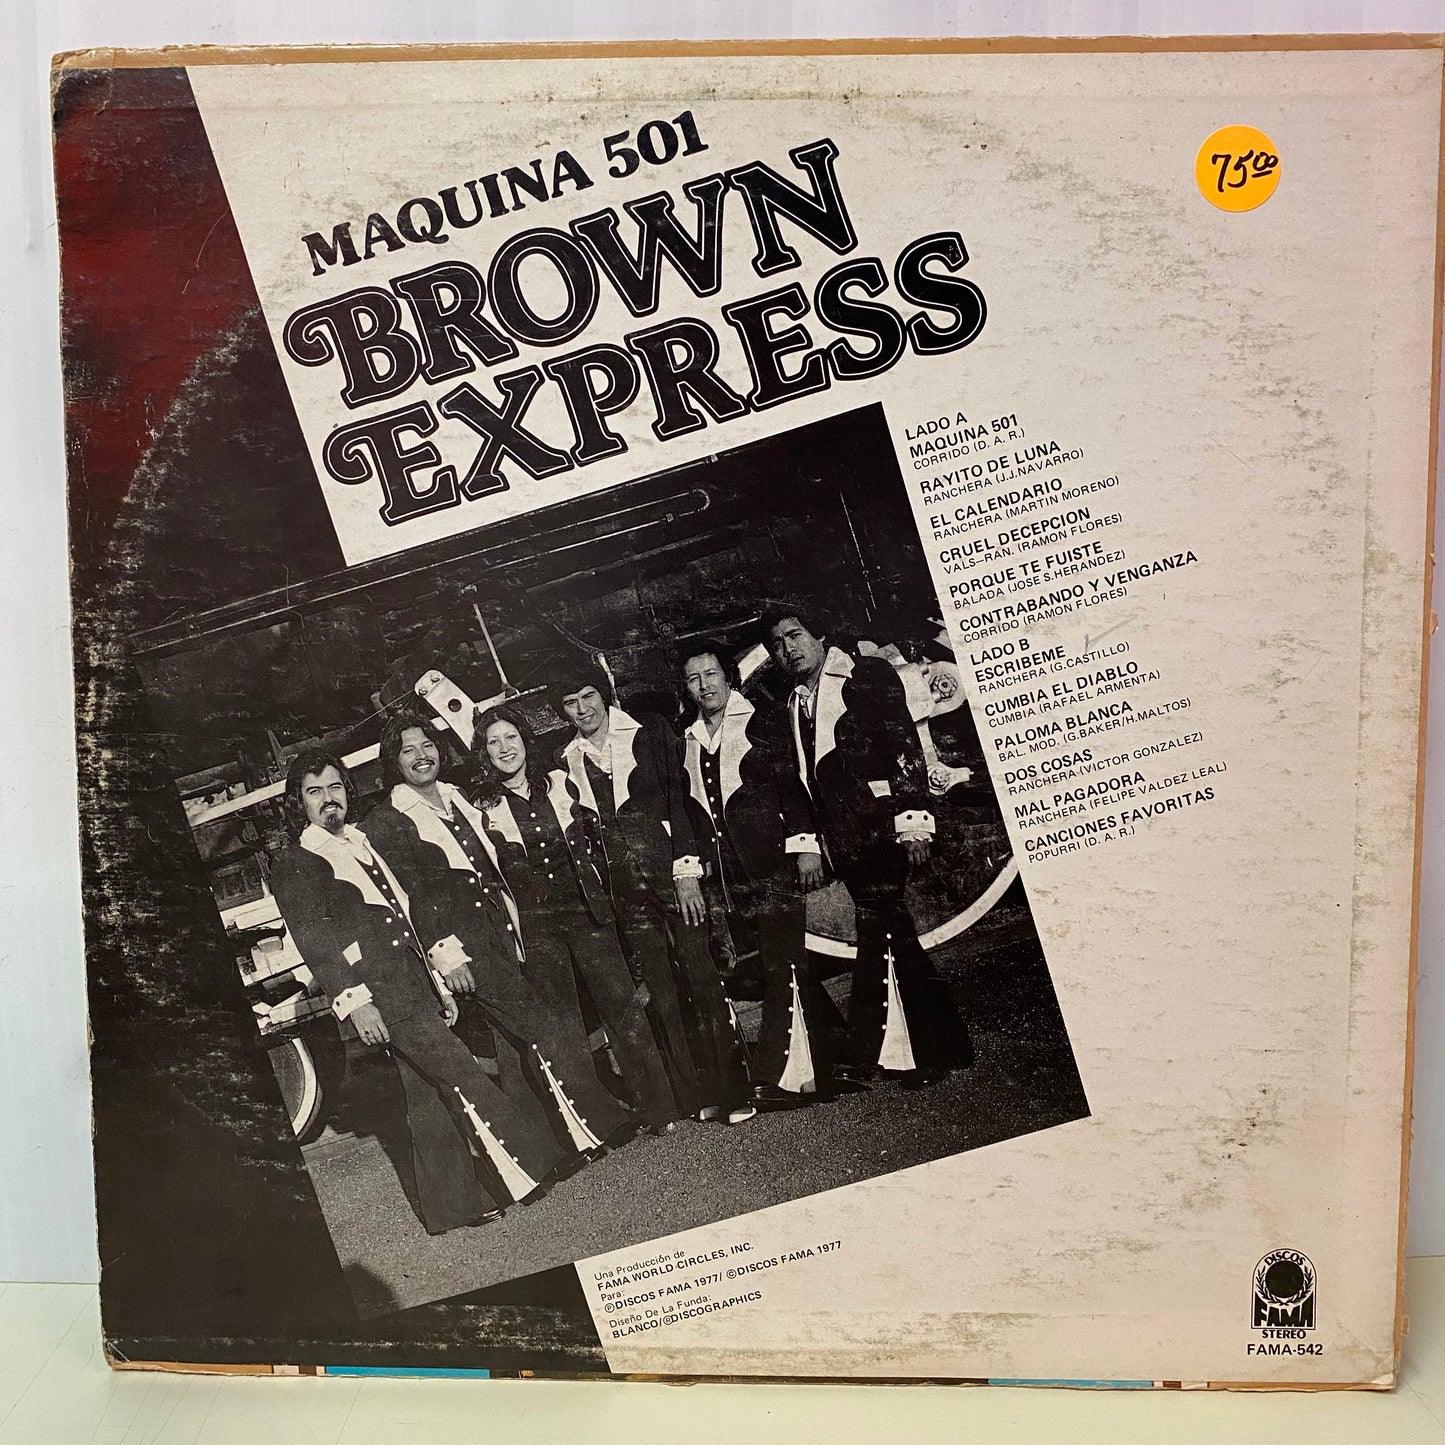 MAQUINA 501
BROWN
EXPRESS
75⁰⁰
LADO A
MAQUINA 501
CORRIDO (D. A. R.)
RAYITO DE LUNA
RANCHERA (J.J.NAVARRO)
EL CALENDARIO
RANCHERA (MARTIN MORENO)
CRUEL DECEPCION
VALS—RAN. (RAMON FLORES)
PORQUE TE FUISTE
BALADA (JOSE S.HERANDEZ)
CONTRABANDO Y VENGANZA
CORRIDO (RAMON FLORES)
LADO B
ESCRIBEME
RANCHERA (G.CASTILLO)
CUMBIA EL DIABLO
CUMBIA (RAFAEL ARMENTA)
PALOMA BLANCA
BAL. MOD. (G.BAKER/H.MALTOS)
DOS COSAS
RANCHERA (VICTOR GONZALEZ)
MAL PAGADORA
RANCHERA (FELIPE VALDEZ LEAL)
CANCIONES FAVORITAS
POPURRI (D. A. R.)
Una Producción de
FAMA WORLD CIRCLES, INC.
Para:
ⓅDISCOS FAMA 1977/ ©DISCOS FAMA 1977
Diseño De La Funda:
BLANCO/®DISCOGRAPHICS
DISCOS
FAMA
STEREO
FAMA-542